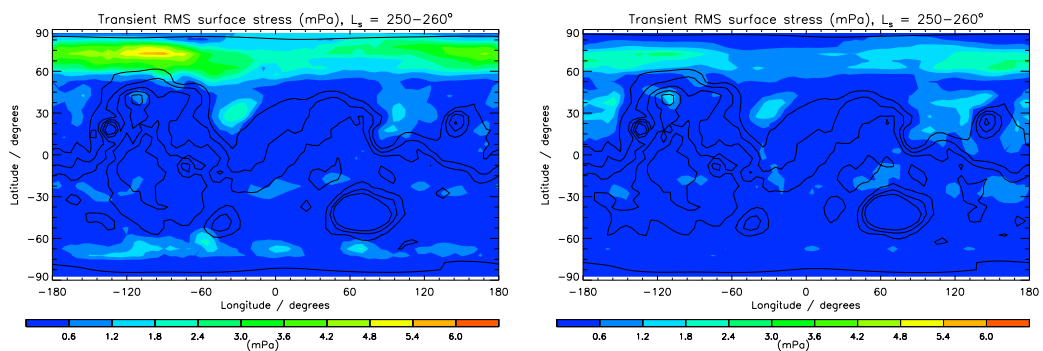 Transient RMS surface stress (mPa), Ls = 250−260°
90
60
30
0
−30
−60
−90
Latitude / degrees
−180 −120 −60 0 60 120 180
Longitude / degrees
0.6 1.2 1.8 2.4 3.0 3.6 4.2 4.8 5.4 6.0
(mPa)
Transient RMS surface stress (mPa), Ls = 250−260°
90
60
30
0
−30
−60
−90
Latitude / degrees
−180 −120 −60 0 60 120 180
Longitude / degrees
0.6 1.2 1.8 2.4 3.0 3.6 4.2 4.8 5.4 6.0
(mPa)